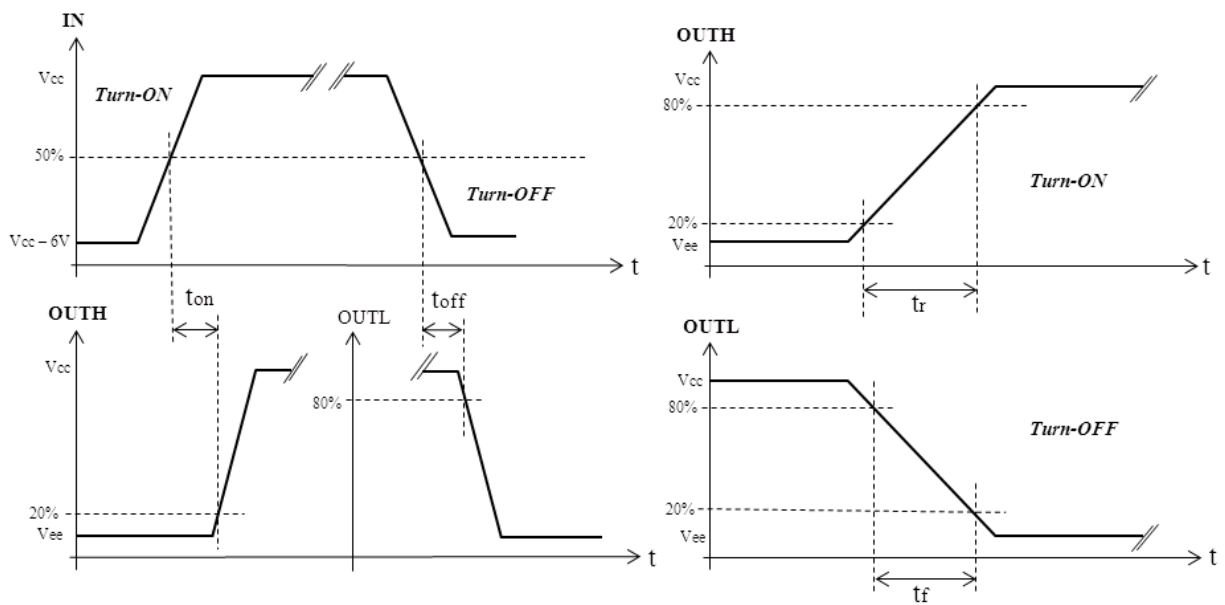 IN
Vcc
Turn-ON
50%
Turn-OFF
Vcc – 6V
t
ton
toff
OUTH
OUTL
Vcc
80%
20%
Vee
t
OUTH
Vcc
80%
Turn-ON
20%
Vee
t
tr
OUTL
Vcc
80%
Turn-OFF
20%
Vee
t
tf